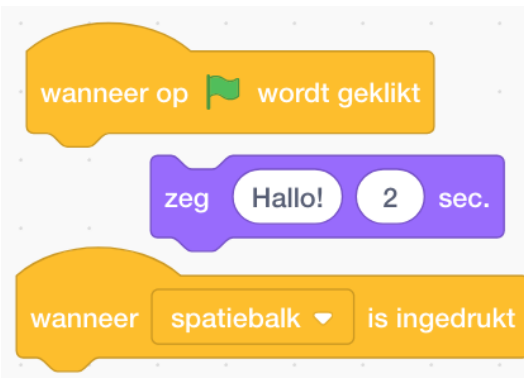 wanneer op wordt geklikt
zeg Hallo! 2 sec.
wanneer spatiebalk is ingedrukt